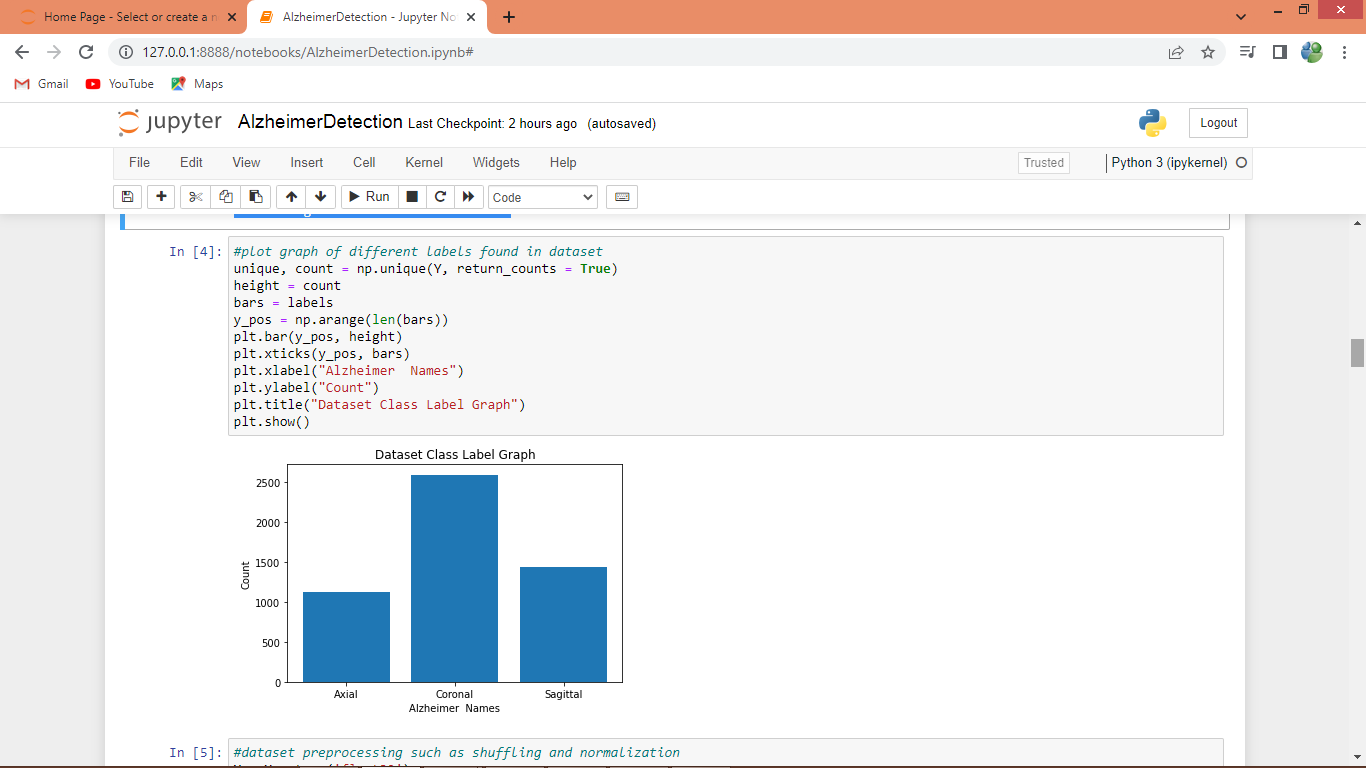 Home Page - Select or create a n
AlzheimerDetection - Jupyter No
127.0.0.1:8888/notebooks/AlzheimerDetection.ipynb#
Gmail YouTube Maps
jupyter AlzheimerDetection Last Checkpoint: 2 hours ago (autosaved)
Logout
File Edit View Insert Cell Kernel Widgets Help
Trusted
Python 3 (ipykernel)
Run
Code
In [4]:
#plot graph of different labels found in dataset
unique, count = np.unique(Y, return_counts = True)
height = count
bars = labels
y_pos = np.arange(len(bars))
plt.bar(y_pos, height)
plt.xticks(y_pos, bars)
plt.xlabel("Alzheimer  Names")
plt.ylabel("Count")
plt.title("Dataset Class Label Graph")
plt.show()
Dataset Class Label Graph
2500
2000
1500
1000
500
0
Count
Axial Coronal Sagittal
Alzheimer  Names
In [5]:
#dataset preprocessing such as shuffling and normalization